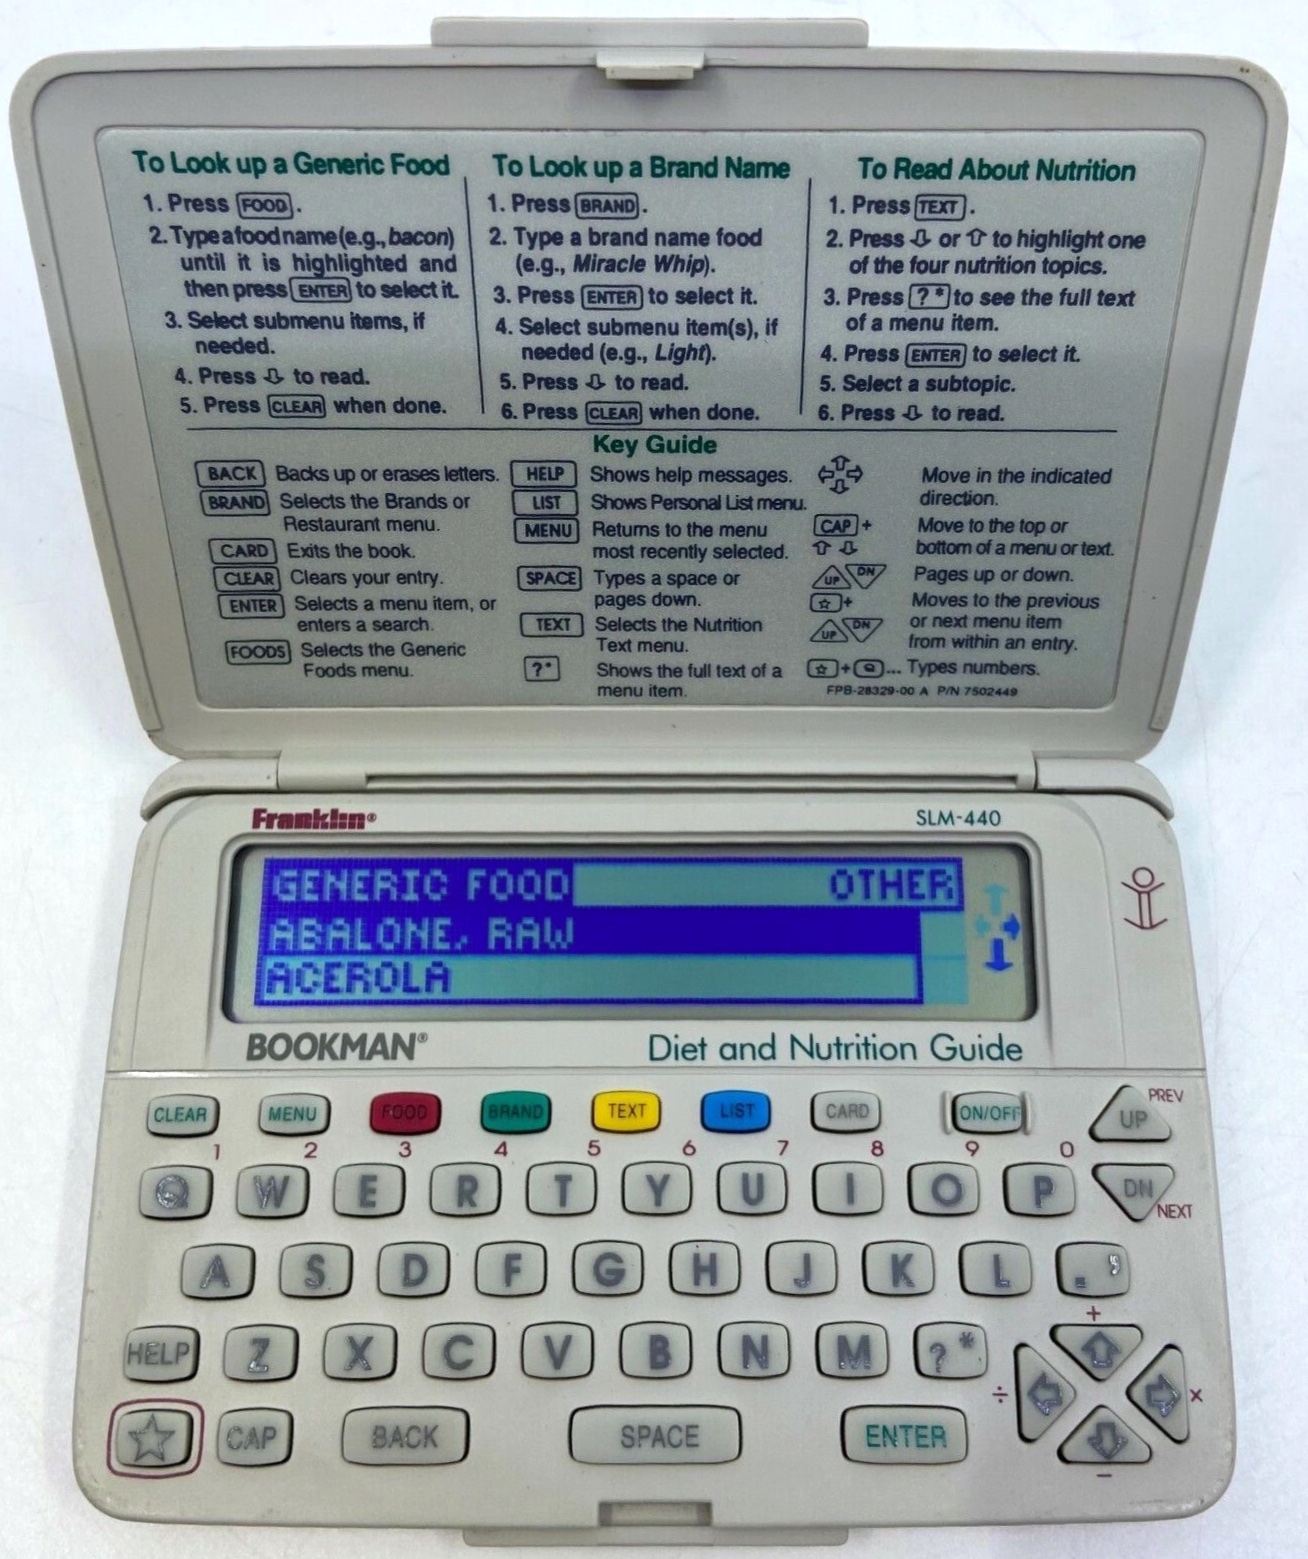 To Look up a Generic Food
1. Press FOOD.
2. Type a food name (e.g., bacon)
until it is highlighted and
then press ENTER to select it.
3. Select submenu items, if
needed.
4. Press ⇩ to read.
5. Press CLEAR when done.
To Look up a Brand Name
1. Press BRAND.
2. Type a brand name food
(e.g., Miracle Whip).
3. Press ENTER to select it.
4. Select submenu item(s), if
needed (e.g., Light).
5. Press ⇩ to read.
6. Press CLEAR when done.
To Read About Nutrition
1. Press TEXT.
2. Press ⇩ or ⇧ to highlight one
of the four nutrition topics.
3. Press ?* to see the full text
of a menu item.
4. Press ENTER to select it.
5. Select a subtopic.
6. Press ⇩ to read.
Key Guide
BACK Backs up or erases letters.
BRAND Selects the Brands or
Restaurant menu.
CARD Exits the book.
CLEAR Clears your entry.
ENTER Selects a menu item, or
enters a search.
FOODS Selects the Generic
Foods menu.
HELP Shows help messages.
LIST Shows Personal List menu.
MENU Returns to the menu
most recently selected.
SPACE Types a space or
pages down.
TEXT Selects the Nutrition
Text menu.
?* Shows the full text of a
menu item.
Move in the indicated
direction.
CAP + Move to the top or
⇧ ⇩ bottom of a menu or text.
UP DN Pages up or down.
☆ + Moves to the previous
UP DN or next menu item
from within an entry.
☆ + Q ... Types numbers.
FPB-28329-00 A P/N 7502449
Franklin®
SLM-440
GENERIC FOOD OTHER
ABALONE, RAW
ACEROLA
BOOKMAN®
Diet and Nutrition Guide
CLEAR MENU FOOD BRAND TEXT LIST CARD ON/OFF UP PREV
1 2 3 4 5 6 7 8 9 0
Q W E R T Y U I O P DN NEXT
A S D F G H J K L . ’
HELP Z X C V B N M ? * +
÷ ×
☆ CAP BACK SPACE ENTER
−